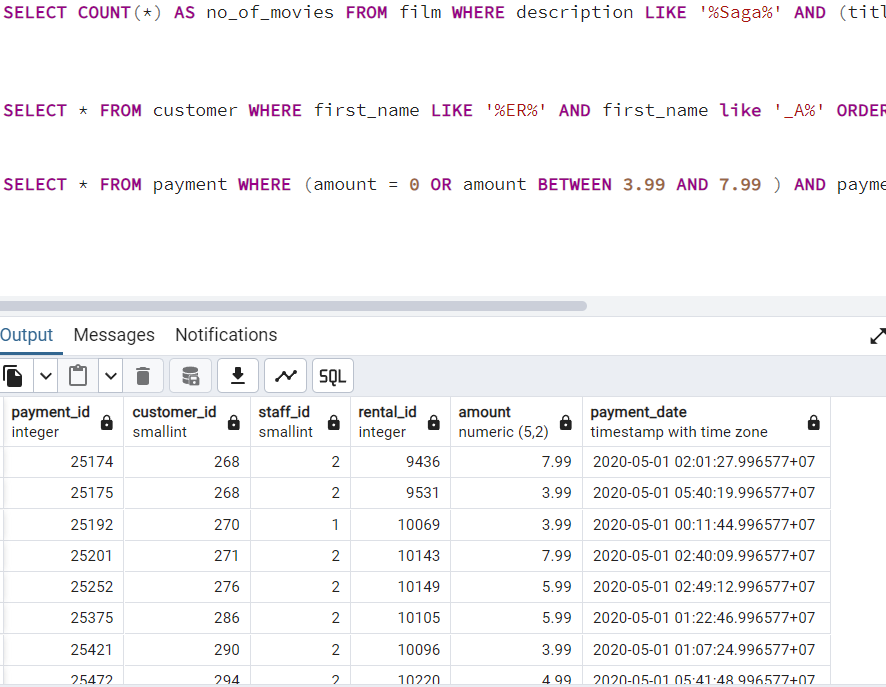 SELECT COUNT(*) AS no_of_movies FROM film WHERE description LIKE '%Saga%' AND (titl
SELECT * FROM customer WHERE first_name LIKE '%ER%' AND first_name like '_A%' ORDER
SELECT * FROM payment WHERE (amount = 0 OR amount BETWEEN 3.99 AND 7.99 ) AND payme
Output Messages Notifications
SQL
payment_id customer_id staff_id rental_id amount payment_date
integer smallint smallint integer numeric (5,2) timestamp with time zone
25174 268 2 9436 7.99 2020-05-01 02:01:27.996577+07
25175 268 2 9531 3.99 2020-05-01 05:40:19.996577+07
25192 270 1 10069 3.99 2020-05-01 00:11:44.996577+07
25201 271 2 10143 7.99 2020-05-01 02:40:09.996577+07
25252 276 2 10149 5.99 2020-05-01 02:49:12.996577+07
25375 286 2 10105 5.99 2020-05-01 01:22:46.996577+07
25421 290 2 10096 3.99 2020-05-01 01:07:24.996577+07
25472 294 2 10220 4.99 2020-05-01 05:41:48.996577+07